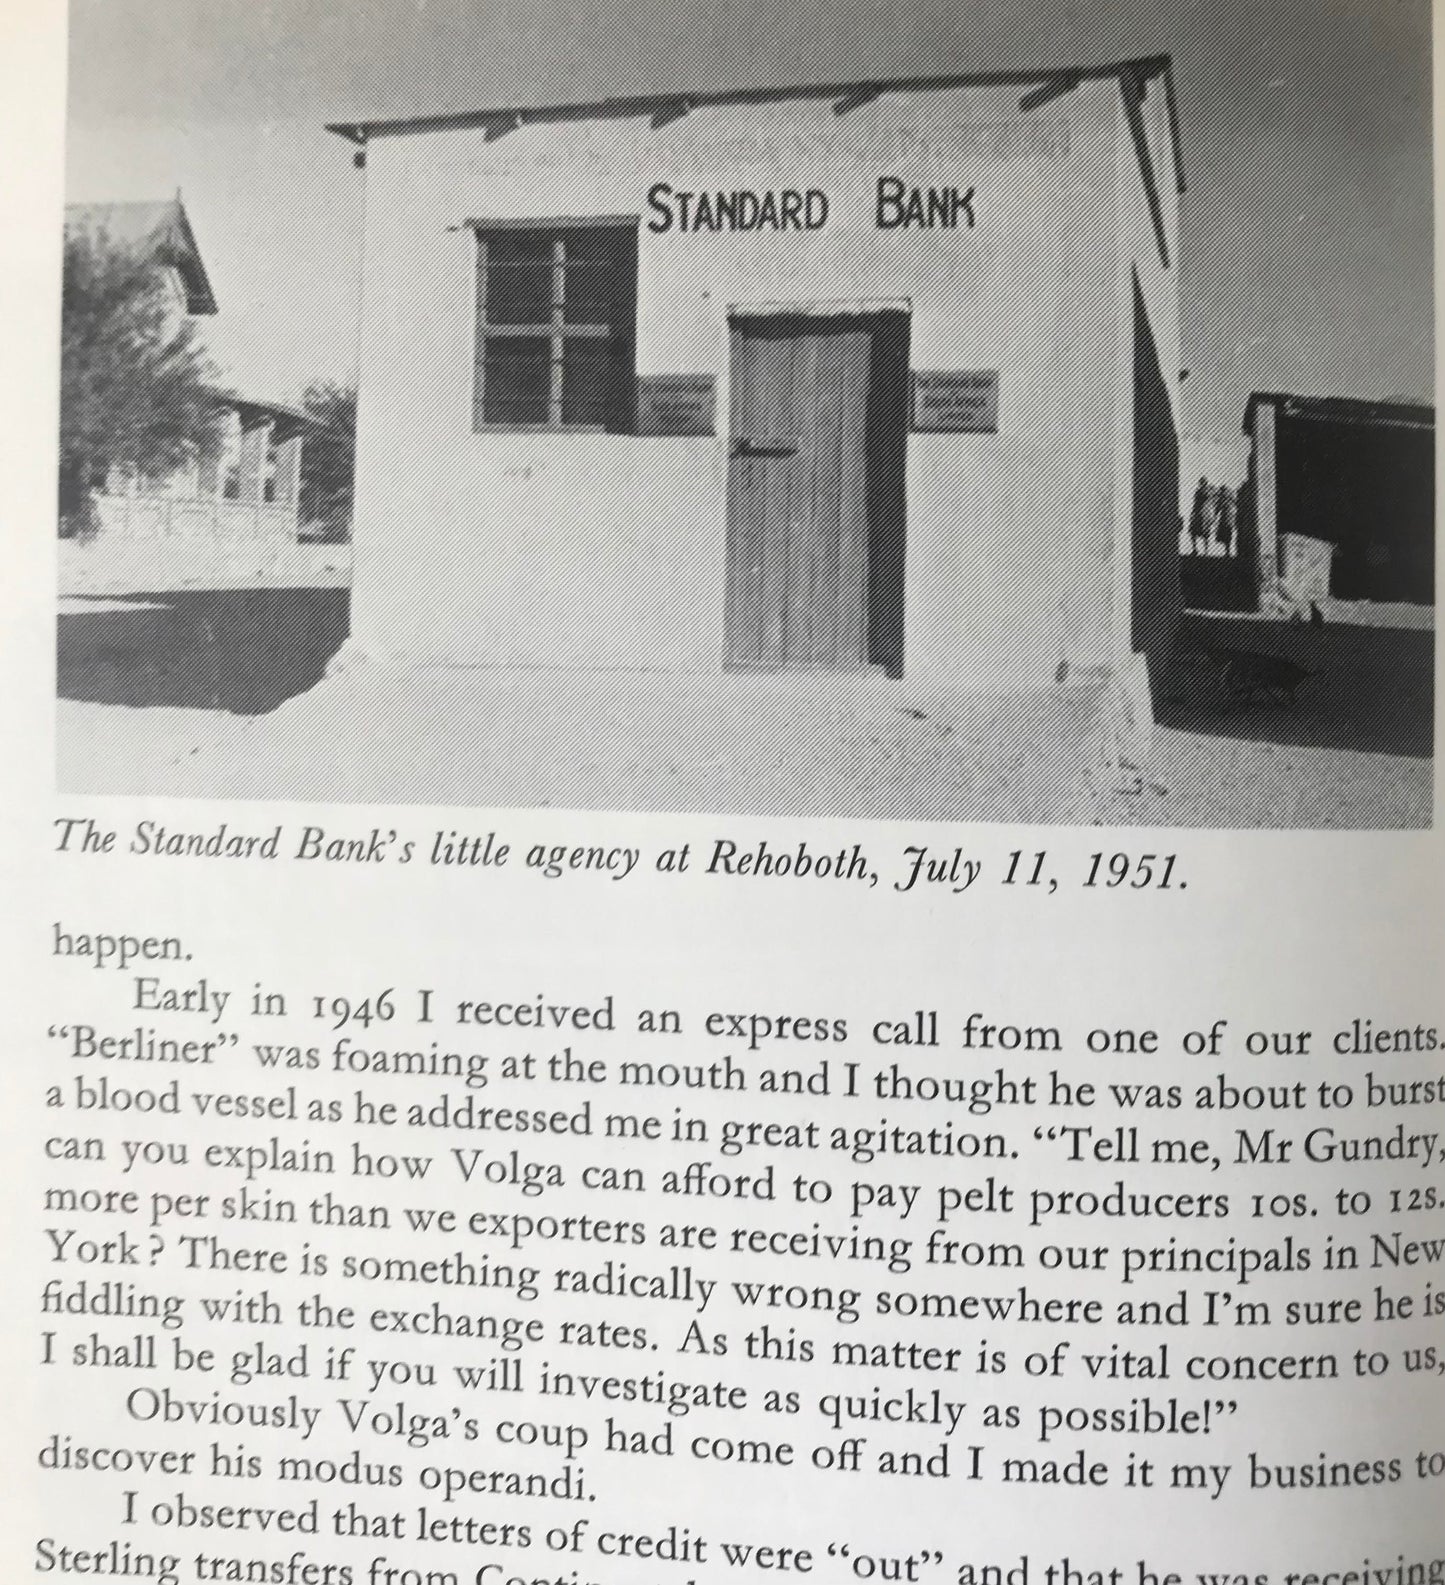 STANDARD BANK
The Standard Bank's little agency at Rehoboth, July 11, 1951.
happen.
Early in 1946 I received an express call from one of our clients.
“Berliner” was foaming at the mouth and I thought he was about to burst
a blood vessel as he addressed me in great agitation. “Tell me, Mr Gundry,
can you explain how Volga can afford to pay pelt producers 10s. to 12s.
more per skin than we exporters are receiving from our principals in New
York? There is something radically wrong somewhere and I'm sure he is
fiddling with the exchange rates. As this matter is of vital concern to us,
I shall be glad if you will investigate as quickly as possible!”
Obviously Volga's coup had come off and I made it my business to
discover his modus operandi.
I observed that letters of credit were “out” and that he was receiving
Sterling transfers from